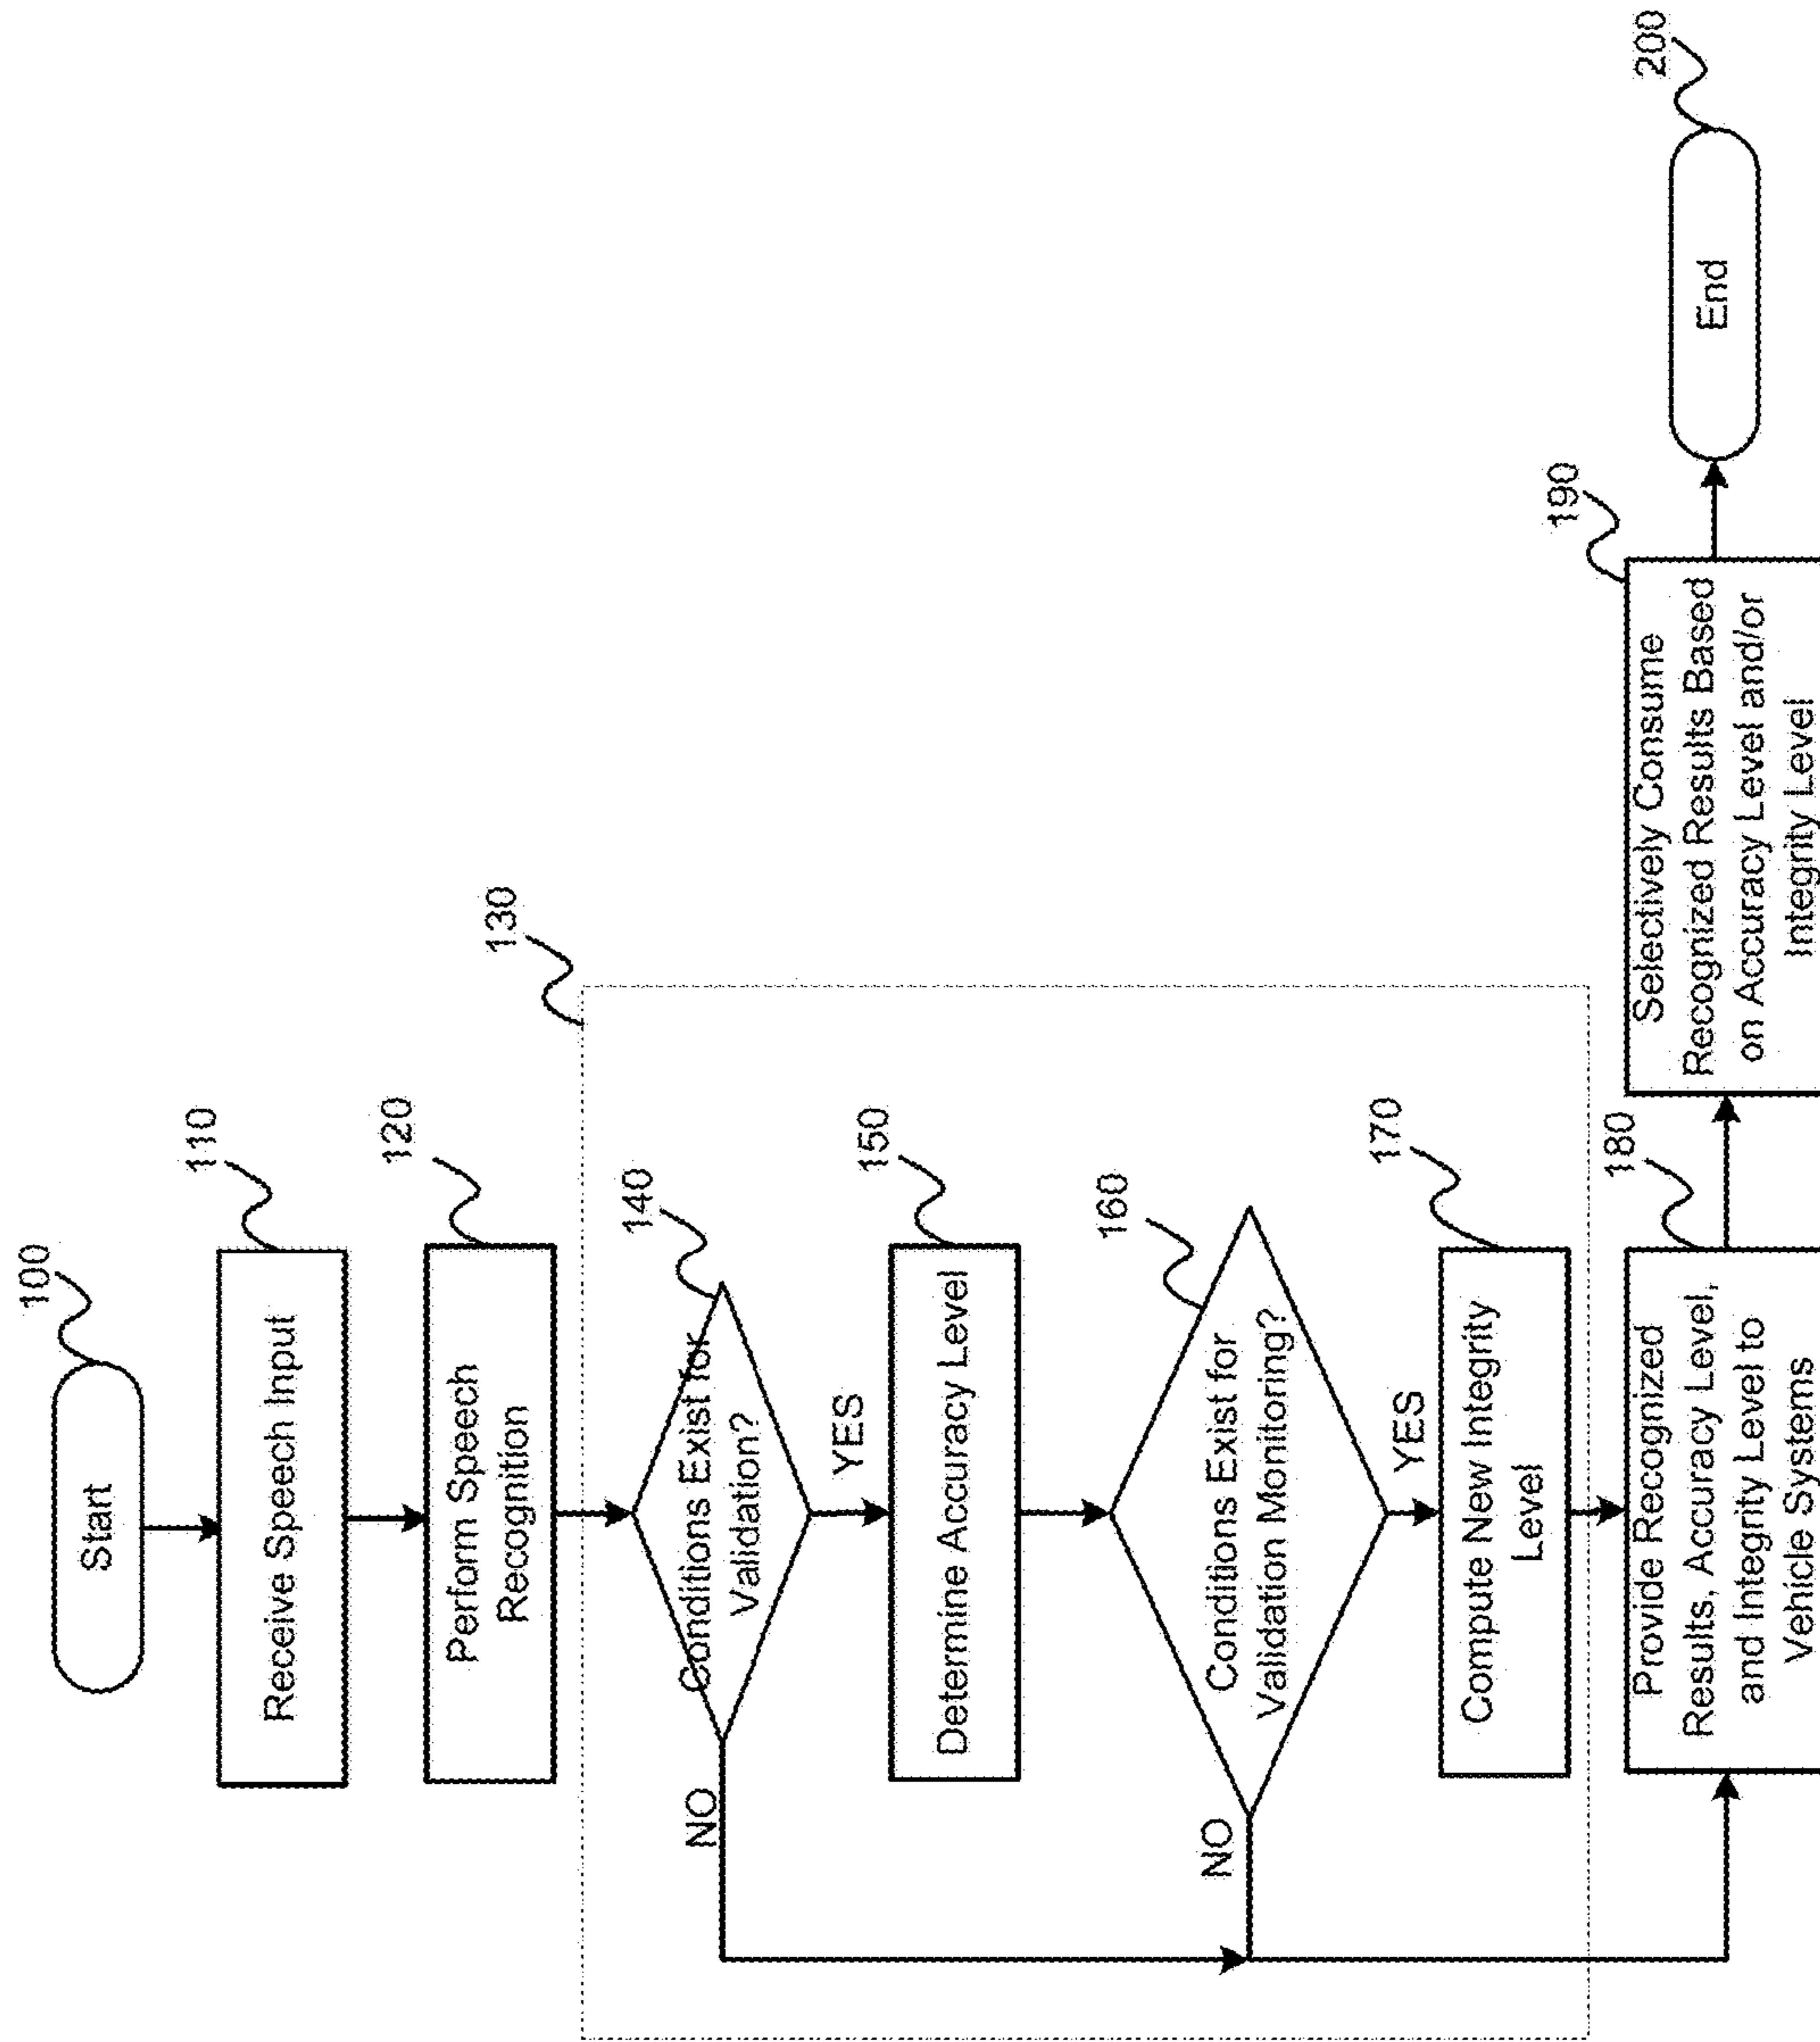 100
Start
110
Receive Speech Input
120
Perform Speech
Recognition
130
140
Conditions Exist for
Validation?
NO
YES
150
Determine Accuracy Level
160
Conditions Exist for
Validation Monitoring?
NO
YES
170
Compute New Integrity
Level
180
Provide Recognized
Results, Accuracy Level,
and Integrity Level to
Vehicle Systems
190
Selectively Consume
Recognized Results Based
on Accuracy Level and/or
Integrity Level
200
End